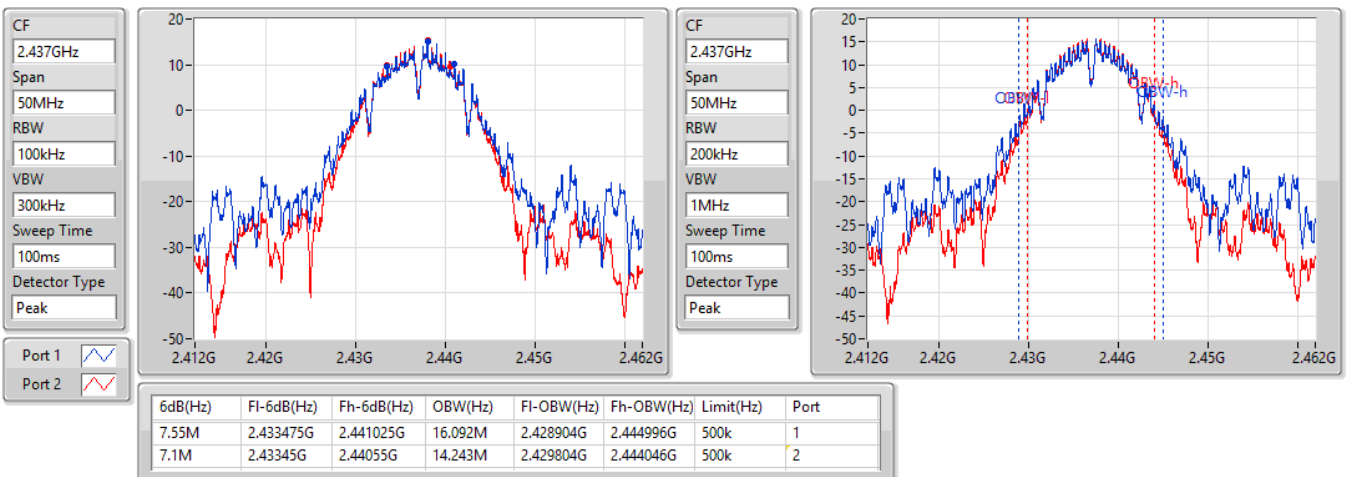 CF
2.437GHz
Span
50MHz
RBW
100kHz
VBW
300kHz
Sweep Time
100ms
Detector Type
Peak
Port 1
Port 2
20
10
0
-10
-20
-30
-40
-50
2.412G 2.42G 2.43G 2.44G 2.45G 2.462G
CF
2.437GHz
Span
50MHz
RBW
200kHz
VBW
1MHz
Sweep Time
100ms
Detector Type
Peak
20
15
10
5
0
-5
-10
-15
-20
-25
-30
-35
-40
-45
-50
OBW-h
OBW-h
2.412G 2.42G 2.43G 2.44G 2.45G 2.462G
6dB(Hz) Fl-6dB(Hz) Fh-6dB(Hz) OBW(Hz) Fl-OBW(Hz) Fh-OBW(Hz) Limit(Hz) Port
7.55M 2.433475G 2.441025G 16.092M 2.428904G 2.444996G 500k 1
7.1M 2.43345G 2.44055G 14.243M 2.429804G 2.444046G 500k 2